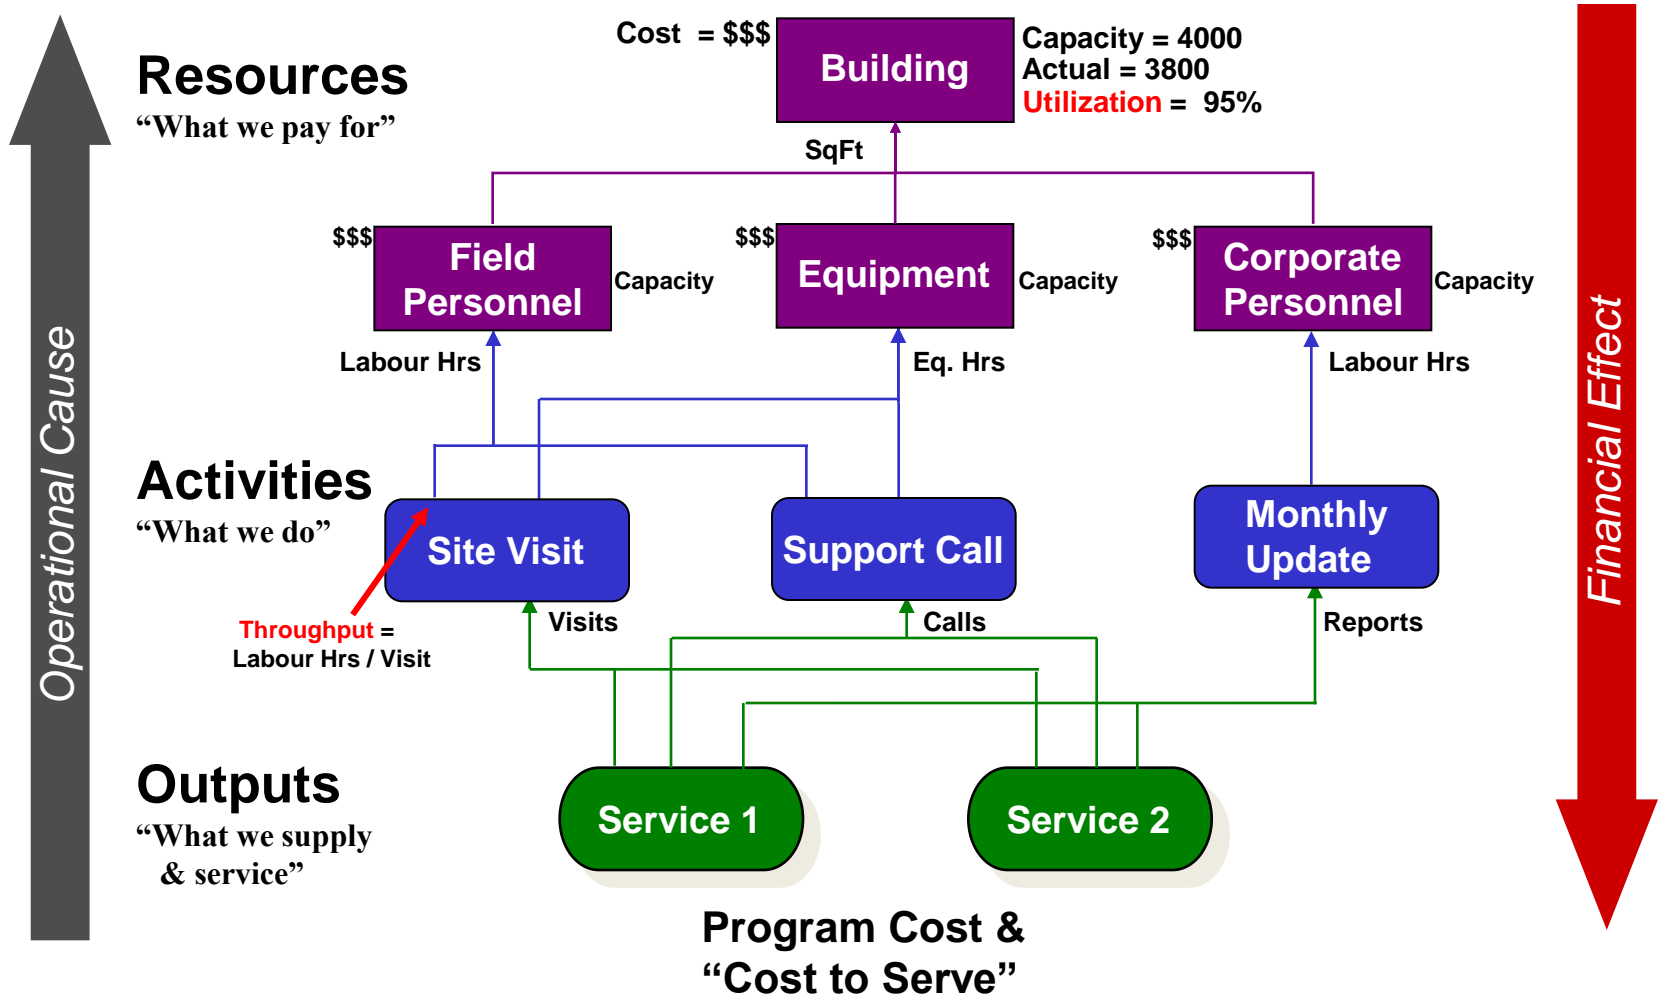 Cost = $$$
Building
Capacity = 4000
Actual = 3800
Utilization = 95%
Resources
“What we pay for”
SqFt
$$$
Field
Personnel
Capacity
$$$
Equipment
Capacity
$$$
Corporate
Personnel
Capacity
Labour Hrs
Eq. Hrs
Labour Hrs
Operational Cause
Financial Effect
Activities
“What we do”
Site Visit
Support Call
Monthly
Update
Throughput =
Labour Hrs / Visit
Visits
Calls
Reports
Outputs
“What we supply
& service”
Service 1
Service 2
Program Cost &
“Cost to Serve”